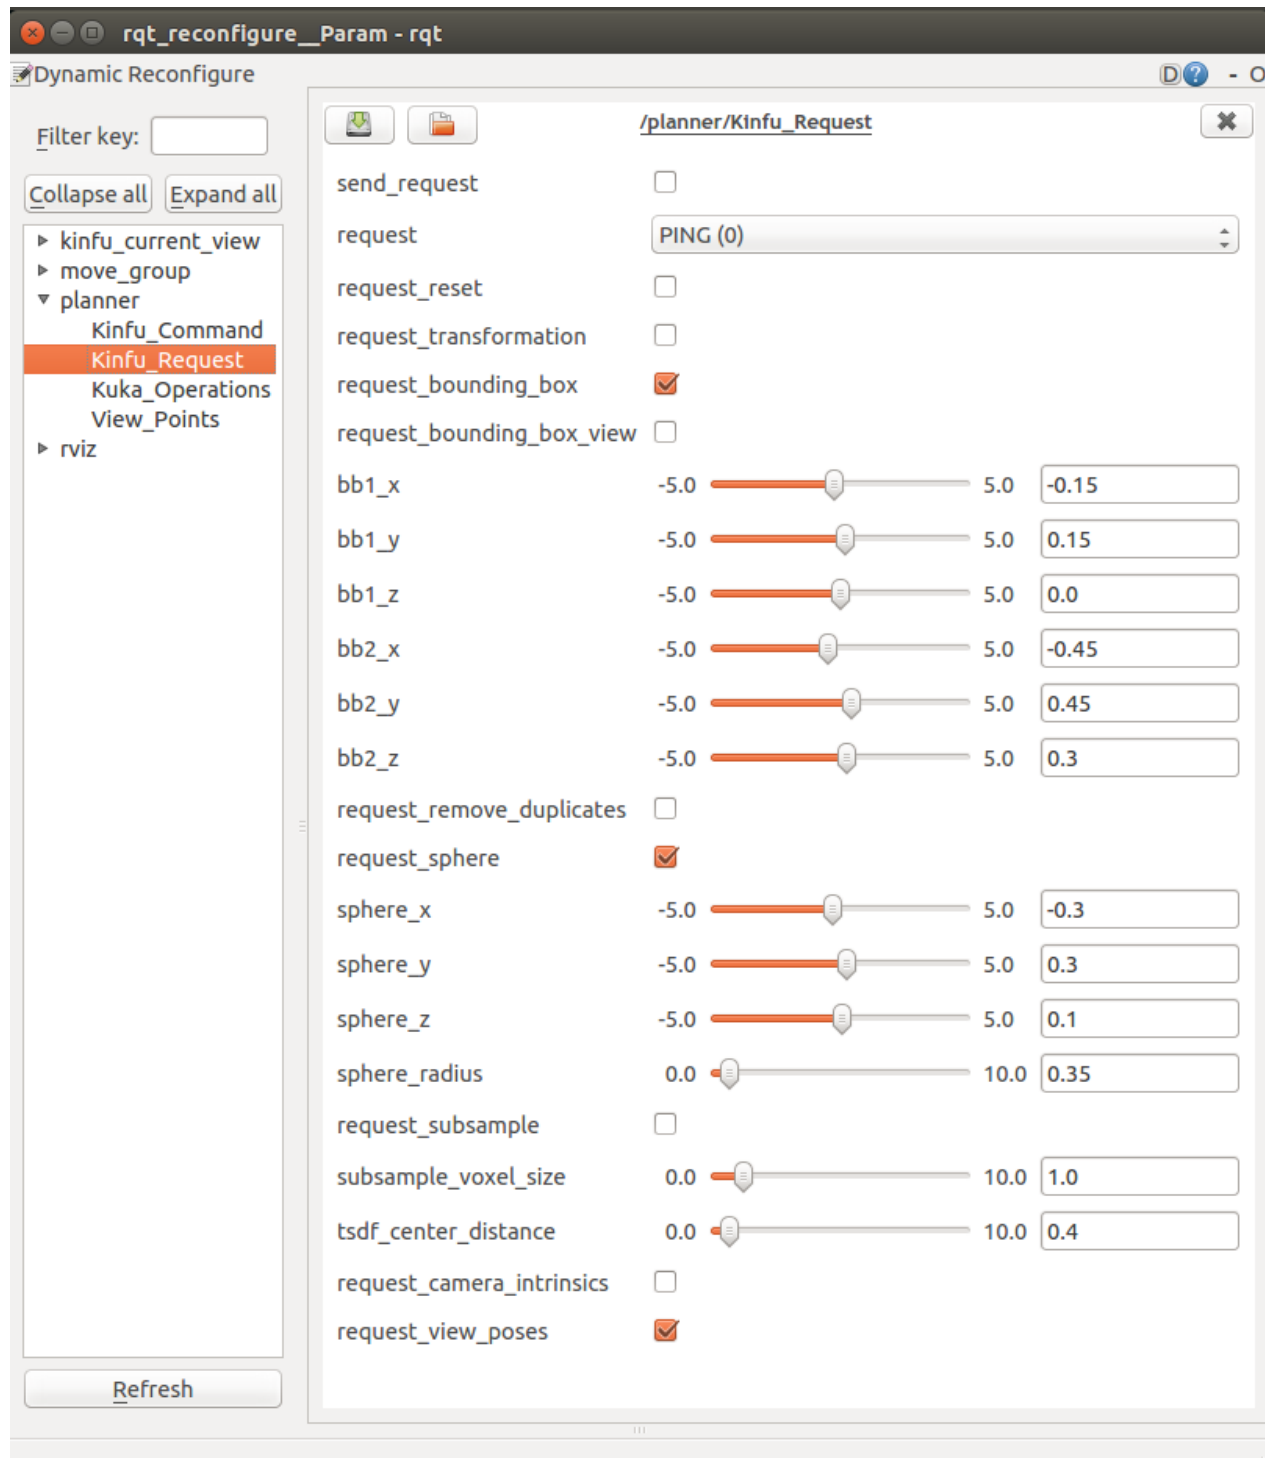 rqt_reconfigure__Param - rqt
Dynamic Reconfigure
D ? - O
Filter key:
Collapse all Expand all
kinfu_current_view
move_group
planner
Kinfu_Command
Kinfu_Request
Kuka_Operations
View_Points
rviz
Refresh
/planner/Kinfu_Request
send_request
request PING (0)
request_reset
request_transformation
request_bounding_box
request_bounding_box_view
bb1_x -5.0 5.0 -0.15
bb1_y -5.0 5.0 0.15
bb1_z -5.0 5.0 0.0
bb2_x -5.0 5.0 -0.45
bb2_y -5.0 5.0 0.45
bb2_z -5.0 5.0 0.3
request_remove_duplicates
request_sphere
sphere_x -5.0 5.0 -0.3
sphere_y -5.0 5.0 0.3
sphere_z -5.0 5.0 0.1
sphere_radius 0.0 10.0 0.35
request_subsample
subsample_voxel_size 0.0 10.0 1.0
tsdf_center_distance 0.0 10.0 0.4
request_camera_intrinsics
request_view_poses